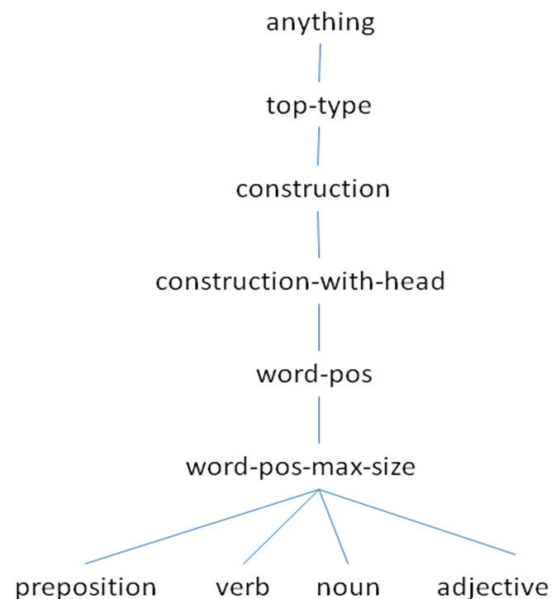 anything
top-type
construction
construction-with-head
word-pos
word-pos-max-size
preposition verb noun adjective